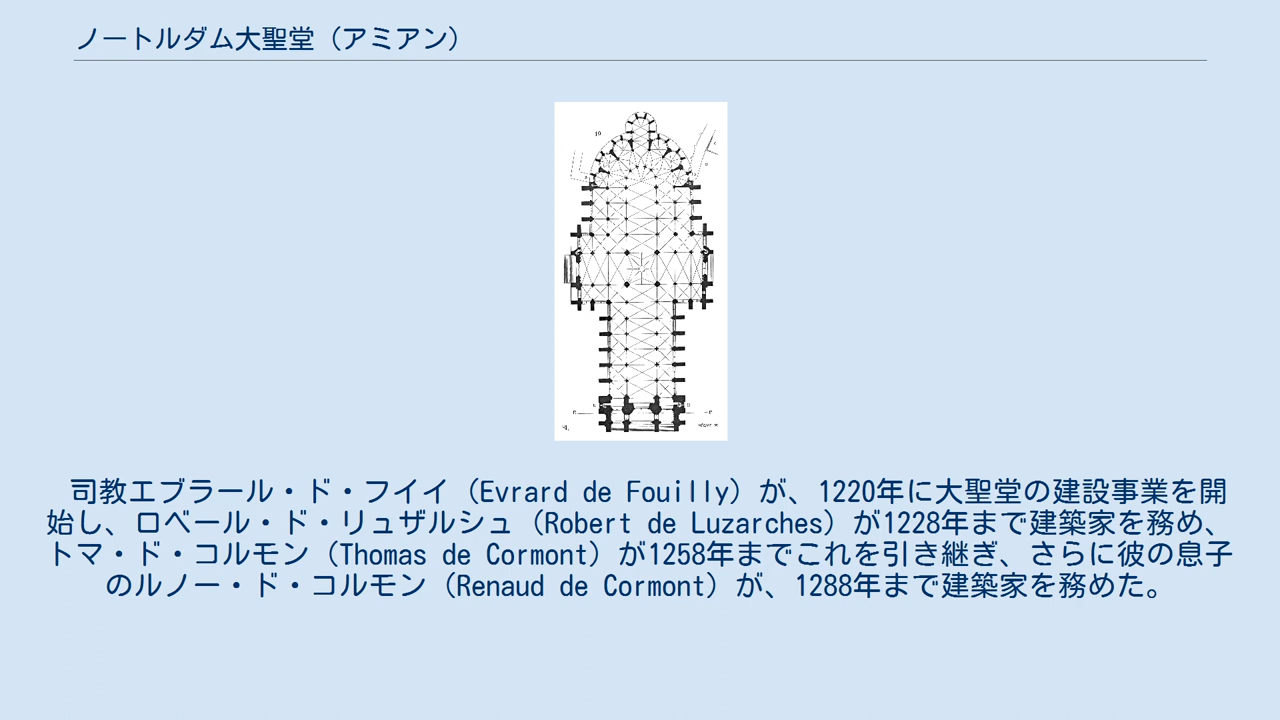 ノートルダム大聖堂（アミアン）
司教エブラール・ド・フイイ（Evrard de Fouilly）が、1220年に大聖堂の建設事業を開
始し、ロベール・ド・リュザルシュ（Robert de Luzarches）が1228年まで建築家を務め、
トマ・ド・コルモン（Thomas de Cormont）が1258年までこれを引き継ぎ、さらに彼の息子
のルノー・ド・コルモン（Renaud de Cormont）が、1288年まで建築家を務めた。